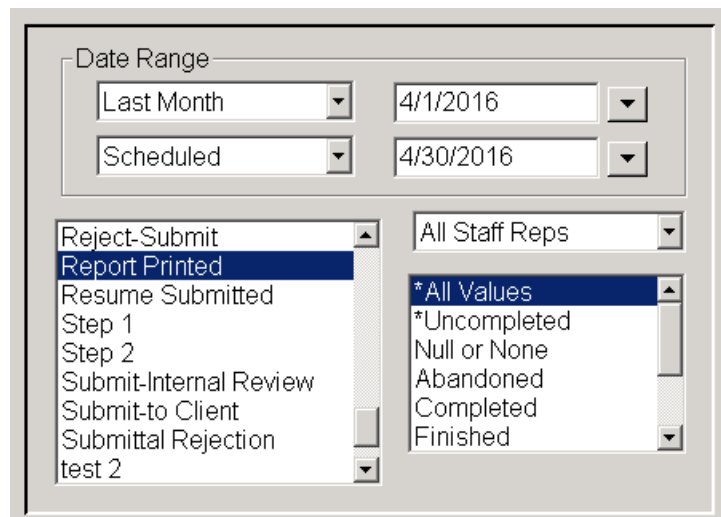 Date Range
Last Month
4/1/2016
Scheduled
4/30/2016
Reject-Submit
Report Printed
Resume Submitted
Step 1
Step 2
Submit-Internal Review
Submit-to Client
Submittal Rejection
test 2
All Staff Reps
*All Values
*Uncompleted
Null or None
Abandoned
Completed
Finished